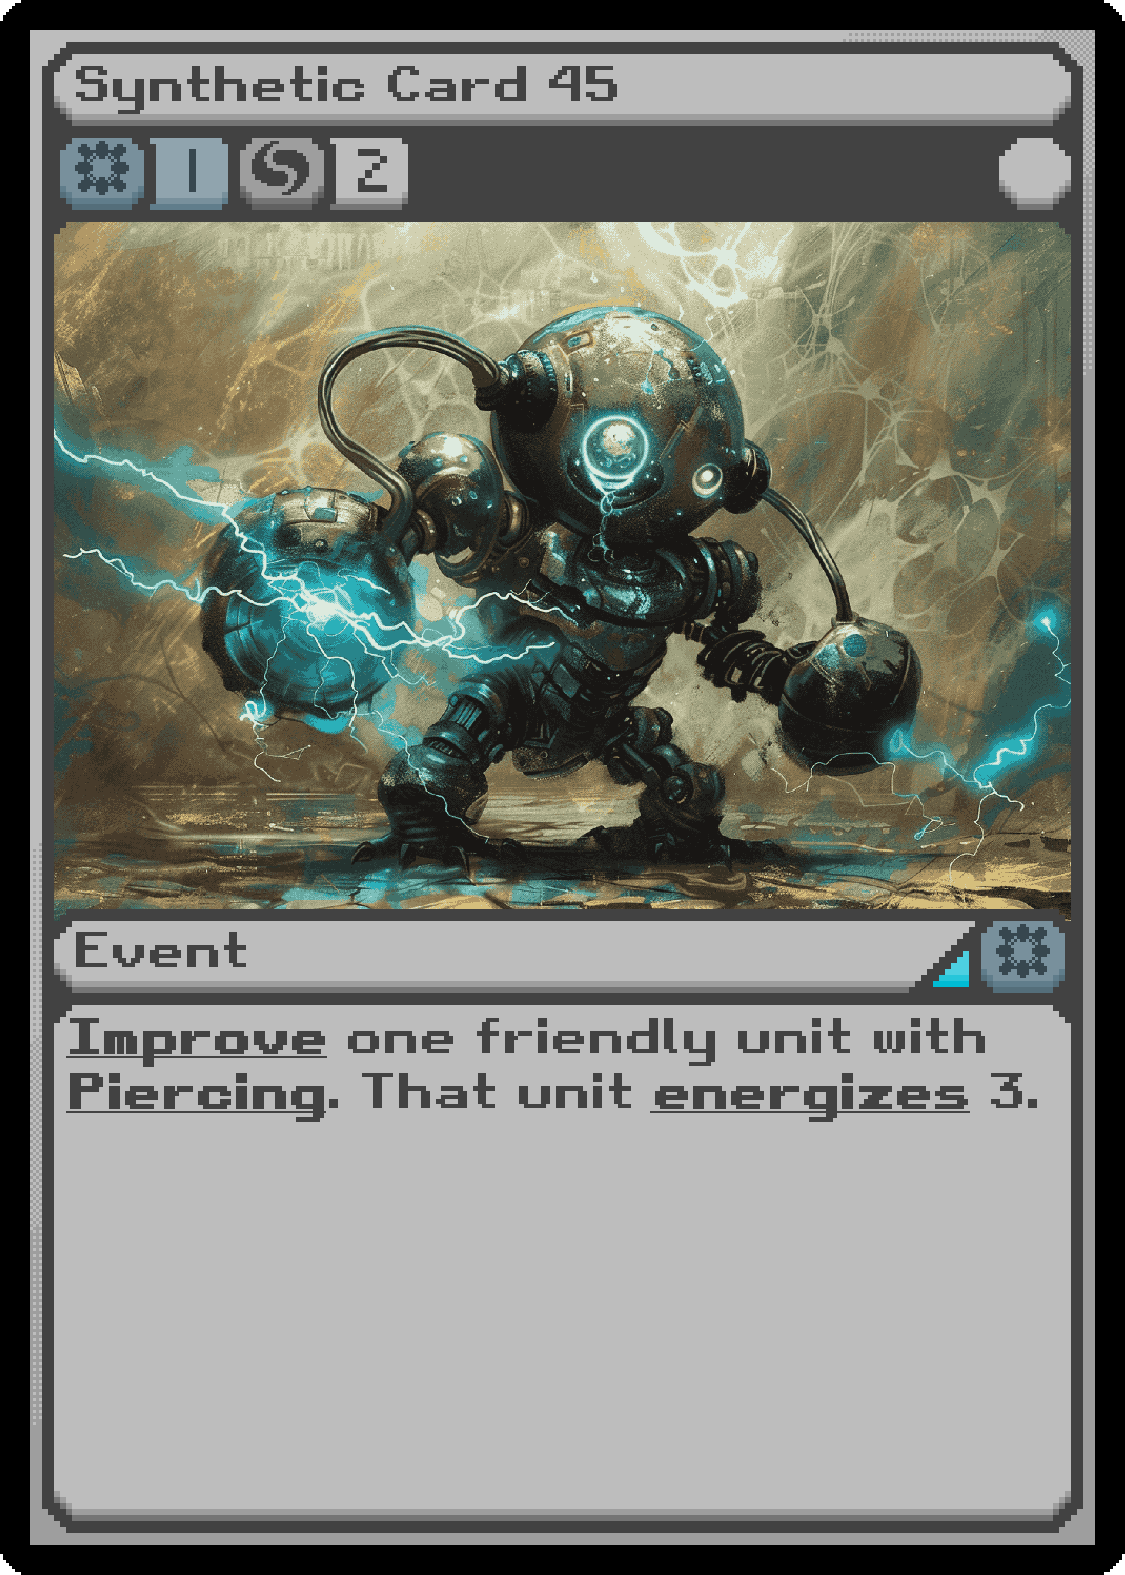 Synthetic Card 45
1 2
Event
Improve one friendly unit with
Piercing. That unit energizes 3.